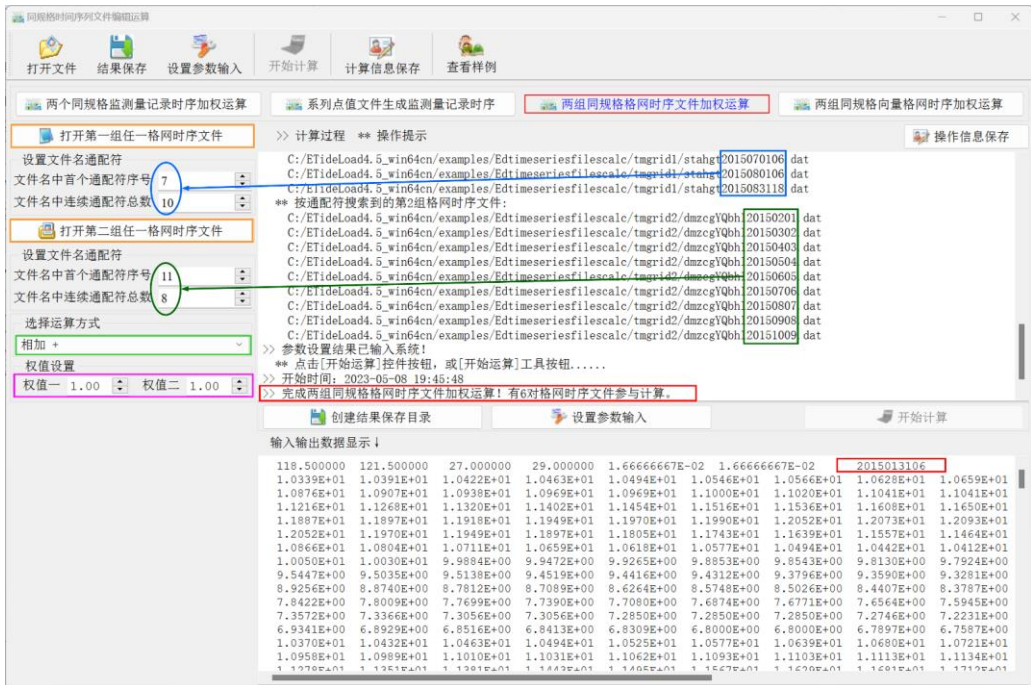 同规格时间序列文件编辑运算
打开文件 结果保存 设置参数输入 开始计算 计算信息保存 查看样例
两个同规格监测量记录时序加权运算 系列点值文件生成监测量记录时序 两组同规格格网时序文件加权运算 两组同规格向量格网时序加权运算
打开第一组任一格网时序文件
设置文件名通配符
文件名中首个通配符序号 7
文件名中连续通配符总数 10
打开第二组任一格网时序文件
设置文件名通配符
文件名中首个通配符序号 11
文件名中连续通配符总数 8
选择运算方式
相加 +
权值设置
权值一 1.00 权值二 1.00
>> 计算过程 ** 操作提示 操作信息保存
C:/ETideLoad4.5_win64cn/examples/Edtimeseriesfilescalc/tmgrid1/stahgt2015070106 dat
C:/ETideLoad4.5_win64cn/examples/Edtimeseriesfilescalc/tmgrid1/stahgt2015080106 dat
C:/ETideLoad4.5_win64cn/examples/Edtimeseriesfilescalc/tmgrid1/stahgt2015083118 dat
** 按通配符搜索到的第2组格网时序文件:
C:/ETideLoad4.5_win64cn/examples/Edtimeseriesfilescalc/tmgrid2/dmzcgYQbhl20150201 dat
C:/ETideLoad4.5_win64cn/examples/Edtimeseriesfilescalc/tmgrid2/dmzcgYQbhl20150302 dat
C:/ETideLoad4.5_win64cn/examples/Edtimeseriesfilescalc/tmgrid2/dmzcgYQbhl20150403 dat
C:/ETideLoad4.5_win64cn/examples/Edtimeseriesfilescalc/tmgrid2/dmzcgYQbhl20150504 dat
C:/ETideLoad4.5_win64cn/examples/Edtimeseriesfilescalc/tmgrid2/dmzcgYQbhl20150605 dat
C:/ETideLoad4.5_win64cn/examples/Edtimeseriesfilescalc/tmgrid2/dmzcgYQbhl20150706 dat
C:/ETideLoad4.5_win64cn/examples/Edtimeseriesfilescalc/tmgrid2/dmzcgYQbhl20150807 dat
C:/ETideLoad4.5_win64cn/examples/Edtimeseriesfilescalc/tmgrid2/dmzcgYQbhl20150908 dat
C:/ETideLoad4.5_win64cn/examples/Edtimeseriesfilescalc/tmgrid2/dmzcgYQbhl20151009 dat
>> 参数设置结果已输入系统!
** 点击[开始运算]控件按钮，或[开始运算]工具按钮......
>> 开始时间: 2023-05-08 19:45:48
>> 完成两组同规格格网时序文件加权运算! 有6对格网时序文件参与计算。
创建结果保存目录 设置参数输入 开始计算
输入输出数据显示↓
118.500000 121.500000 27.000000 29.000000 1.66666667E-02 1.66666667E-02 2015013106
1.0339E+01 1.0391E+01 1.0422E+01 1.0463E+01 1.0494E+01 1.0546E+01 1.0566E+01 1.0628E+01 1.0659E+01
1.0876E+01 1.0907E+01 1.0938E+01 1.0969E+01 1.0969E+01 1.1000E+01 1.1020E+01 1.1041E+01 1.1041E+01
1.1216E+01 1.1268E+01 1.1320E+01 1.1402E+01 1.1454E+01 1.1516E+01 1.1536E+01 1.1608E+01 1.1650E+01
1.1887E+01 1.1897E+01 1.1918E+01 1.1949E+01 1.1970E+01 1.1990E+01 1.2052E+01 1.2073E+01 1.2093E+01
1.2052E+01 1.1970E+01 1.1949E+01 1.1897E+01 1.1805E+01 1.1743E+01 1.1639E+01 1.1557E+01 1.1464E+01
1.0866E+01 1.0804E+01 1.0711E+01 1.0659E+01 1.0618E+01 1.0577E+01 1.0494E+01 1.0442E+01 1.0412E+01
1.0050E+01 1.0030E+01 9.9884E+00 9.9472E+00 9.9265E+00 9.8853E+00 9.8543E+00 9.8130E+00 9.7924E+00
9.5447E+00 9.5035E+00 9.5138E+00 9.4519E+00 9.4416E+00 9.4312E+00 9.3796E+00 9.3590E+00 9.3281E+00
8.9256E+00 8.8740E+00 8.7812E+00 8.7089E+00 8.6264E+00 8.5748E+00 8.5026E+00 8.4407E+00 8.3787E+00
7.8422E+00 7.8009E+00 7.7699E+00 7.7390E+00 7.7080E+00 7.6874E+00 7.6771E+00 7.6564E+00 7.5945E+00
7.3572E+00 7.3366E+00 7.3056E+00 7.3056E+00 7.2850E+00 7.2850E+00 7.2850E+00 7.2746E+00 7.2231E+00
6.9341E+00 6.8929E+00 6.8516E+00 6.8413E+00 6.8309E+00 6.8000E+00 6.8000E+00 6.7897E+00 6.7587E+00
1.0370E+01 1.0432E+01 1.0463E+01 1.0494E+01 1.0525E+01 1.0577E+01 1.0639E+01 1.0680E+01 1.0721E+01
1.0958E+01 1.0989E+01 1.1010E+01 1.1031E+01 1.1062E+01 1.1093E+01 1.1103E+01 1.1113E+01 1.1134E+01